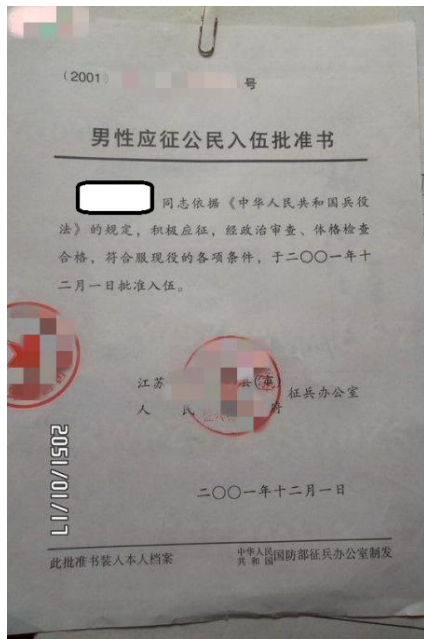 （2001） 号
男性应征公民入伍批准书
同志依据《中华人民共和国兵役
法》的规定，积极应征，经政治审查、体格检查
合格，符合服现役的各项条件，于二〇〇一年十
二月一日批准入伍。
江苏 县（市） 征兵办公室
人民 府
二〇〇一年十二月一日
此批准书装入本人档案 中华人民共和国国防部征兵办公室制发
2051/01/17